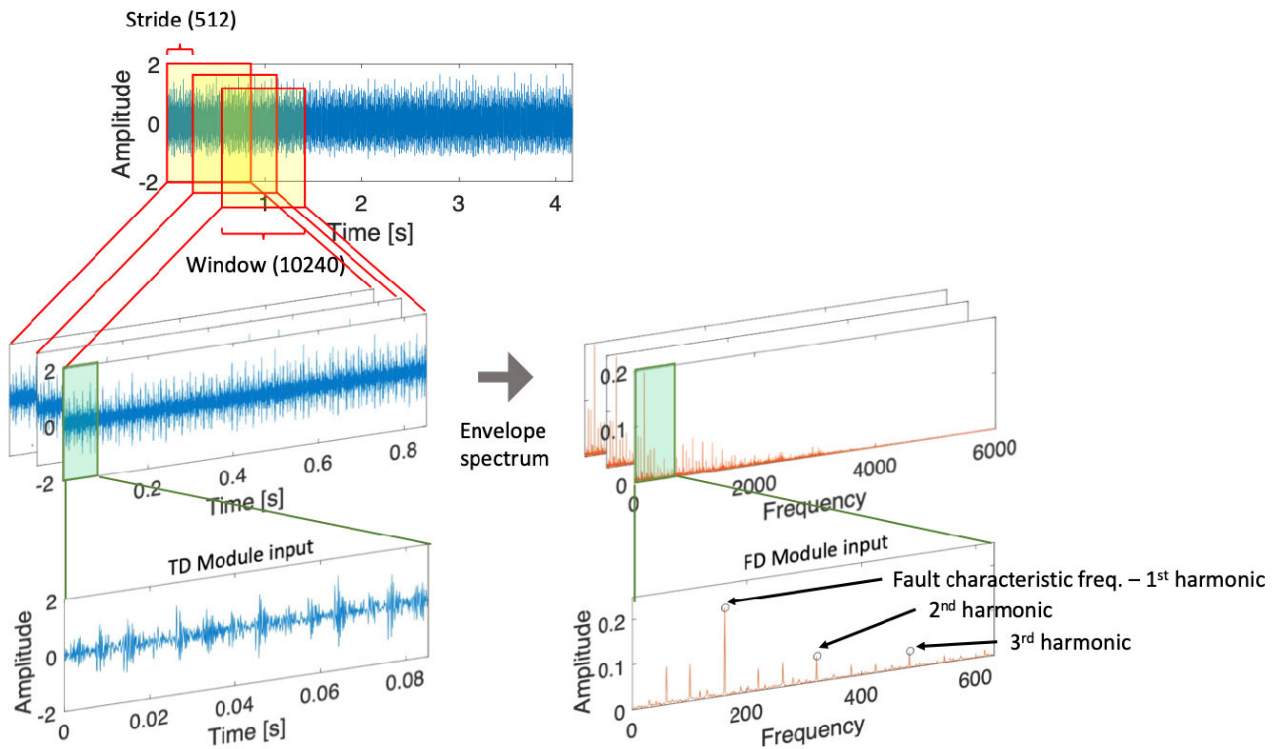 Stride (512)
2
0
-2
Amplitude
1
2
3
4
Time [s]
Window (10240)
2
0
-2
0.2
0.4
0.6
0.8
Time [s]
Envelope
spectrum
0.2
0.1
0
0
2000
4000
6000
Frequency
TD Module input
2
0
-2
Amplitude
0
0.02
0.04
0.06
0.08
Time [s]
FD Module input
Fault characteristic freq. – 1st harmonic
2nd harmonic
3rd harmonic
0.2
0.1
0
Amplitude
0
200
400
600
Frequency